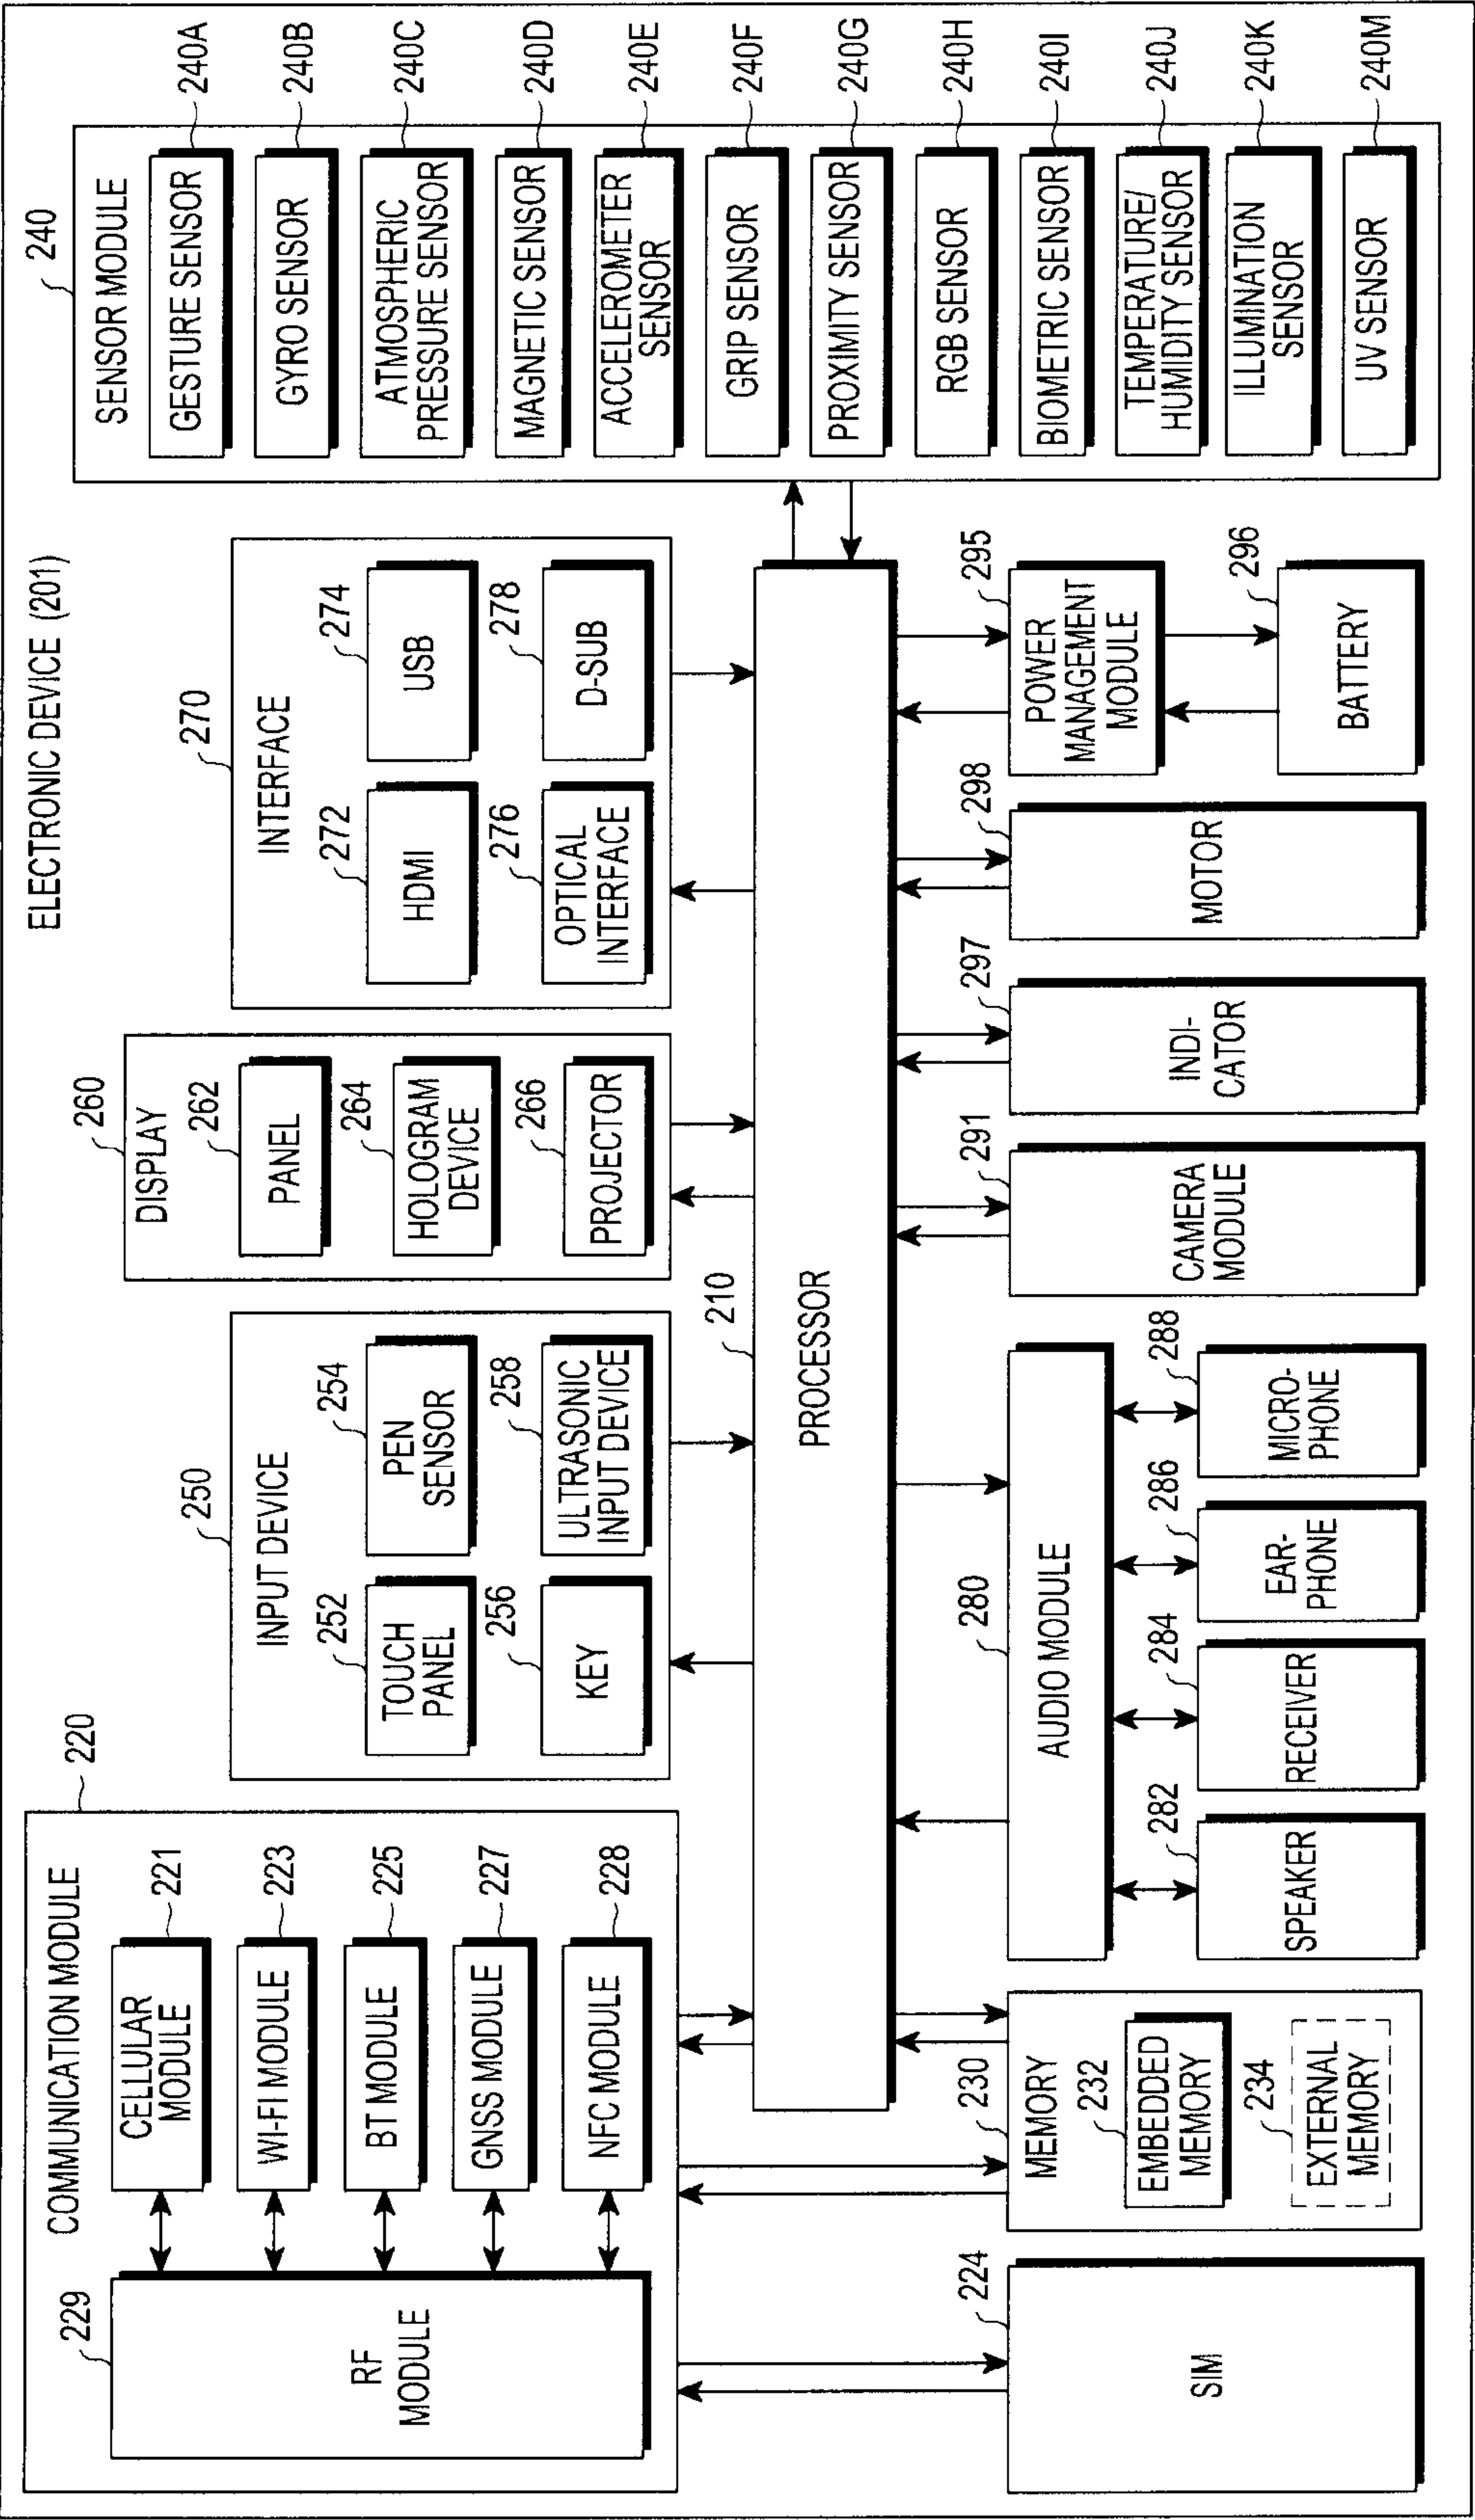 ELECTRONIC DEVICE (201)
220
COMMUNICATION MODULE
229
RF
MODULE
CELLULAR
MODULE
221
WI-FI MODULE
223
BT MODULE
225
GNSS MODULE
227
NFC MODULE
228
250
INPUT DEVICE
252
TOUCH
PANEL
254
PEN
SENSOR
256
KEY
258
ULTRASONIC
INPUT DEVICE
260
DISPLAY
262
PANEL
264
HOLOGRAM
DEVICE
266
PROJECTOR
270
INTERFACE
272
HDMI
274
USB
276
OPTICAL
INTERFACE
278
D-SUB
240
SENSOR MODULE
GESTURE SENSOR
240A
GYRO SENSOR
240B
ATMOSPHERIC
PRESSURE SENSOR
240C
MAGNETIC SENSOR
240D
ACCELEROMETER
SENSOR
240E
GRIP SENSOR
240F
PROXIMITY SENSOR
240G
RGB SENSOR
240H
BIOMETRIC SENSOR
240I
TEMPERATURE/
HUMIDITY SENSOR
240J
ILLUMINATION
SENSOR
240K
UV SENSOR
240M
210
PROCESSOR
224
SIM
230
MEMORY
232
EMBEDDED
MEMORY
234
EXTERNAL
MEMORY
280
AUDIO MODULE
282
SPEAKER
284
RECEIVER
286
EAR-
PHONE
288
MICRO-
PHONE
291
CAMERA
MODULE
297
INDI-
CATOR
298
MOTOR
295
POWER
MANAGEMENT
MODULE
296
BATTERY